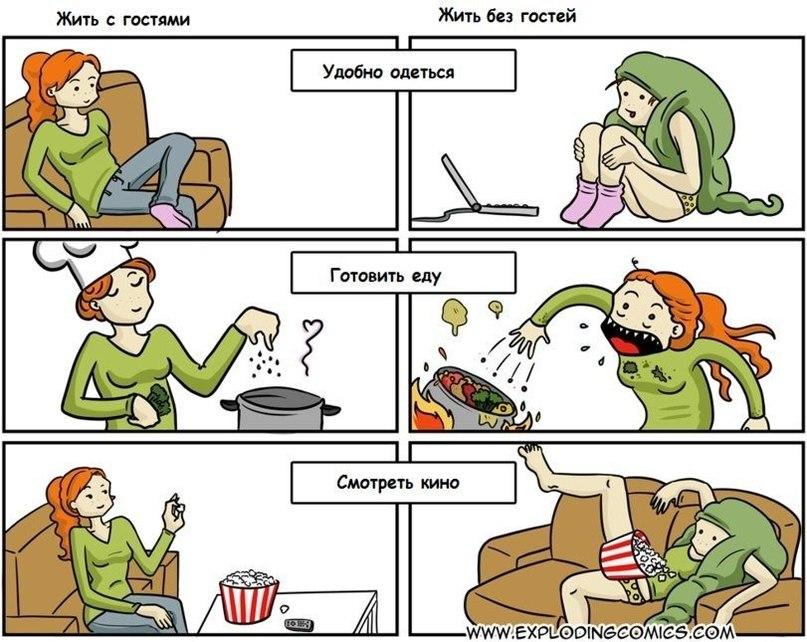 Жить с гостями
Жить без гостей
Удобно одеться
Готовить еду
Смотреть кино
WWW.EXPLODINGCOMICS.COM